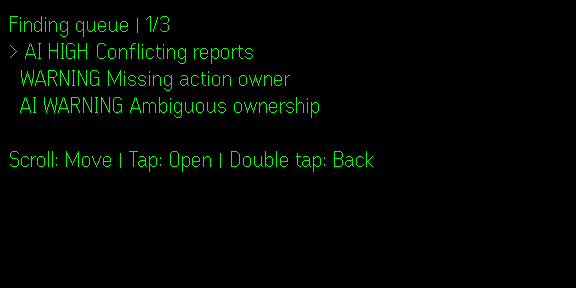 Finding queue | 1/3
> AI HIGH Conflicting reports
WARNING Missing action owner
AI WARNING Ambiguous ownership
Scroll: Move | Tap: Open | Double tap: Back